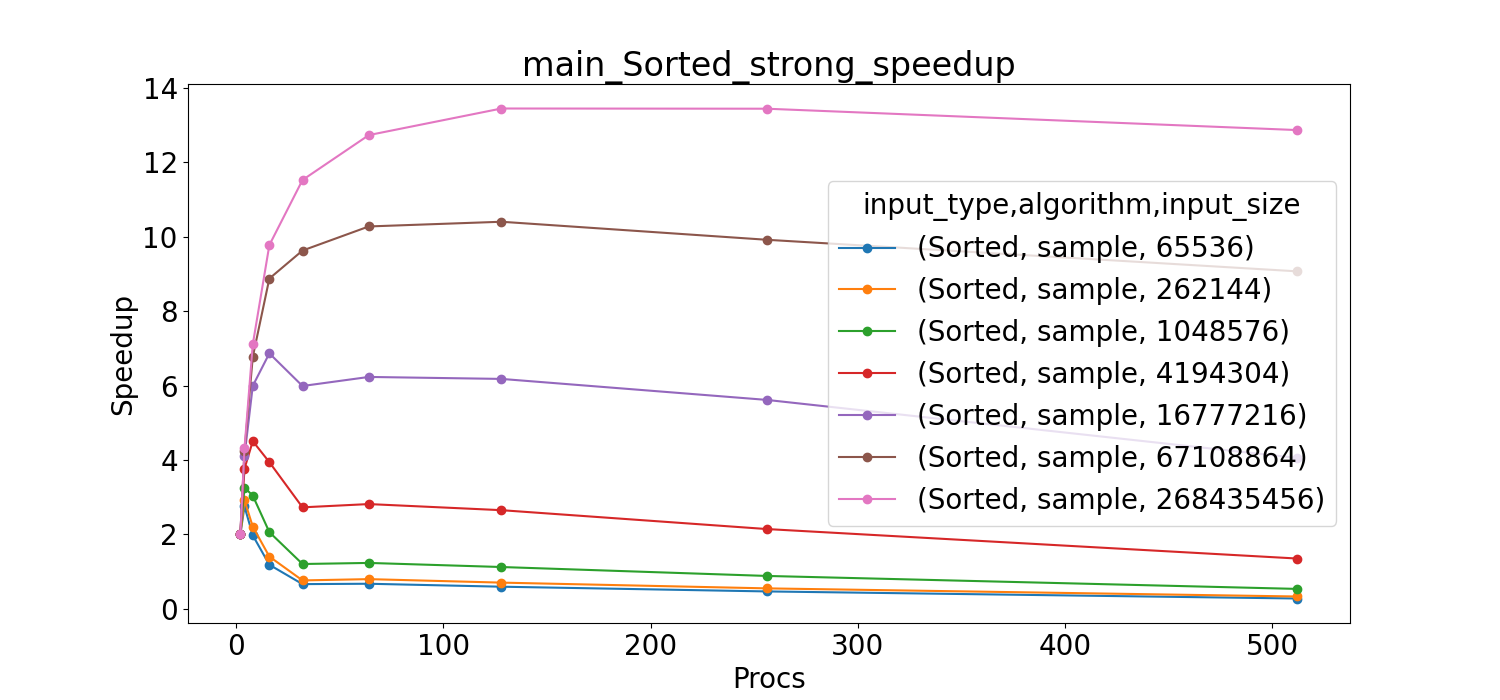 main_Sorted_strong_speedup
14
12
10
8
6
4
2
0
Speedup
input_type,algorithm,input_size
(Sorted, sample, 65536)
(Sorted, sample, 262144)
(Sorted, sample, 1048576)
(Sorted, sample, 4194304)
(Sorted, sample, 16777216)
(Sorted, sample, 67108864)
(Sorted, sample, 268435456)
0 100 200 300 400 500
Procs